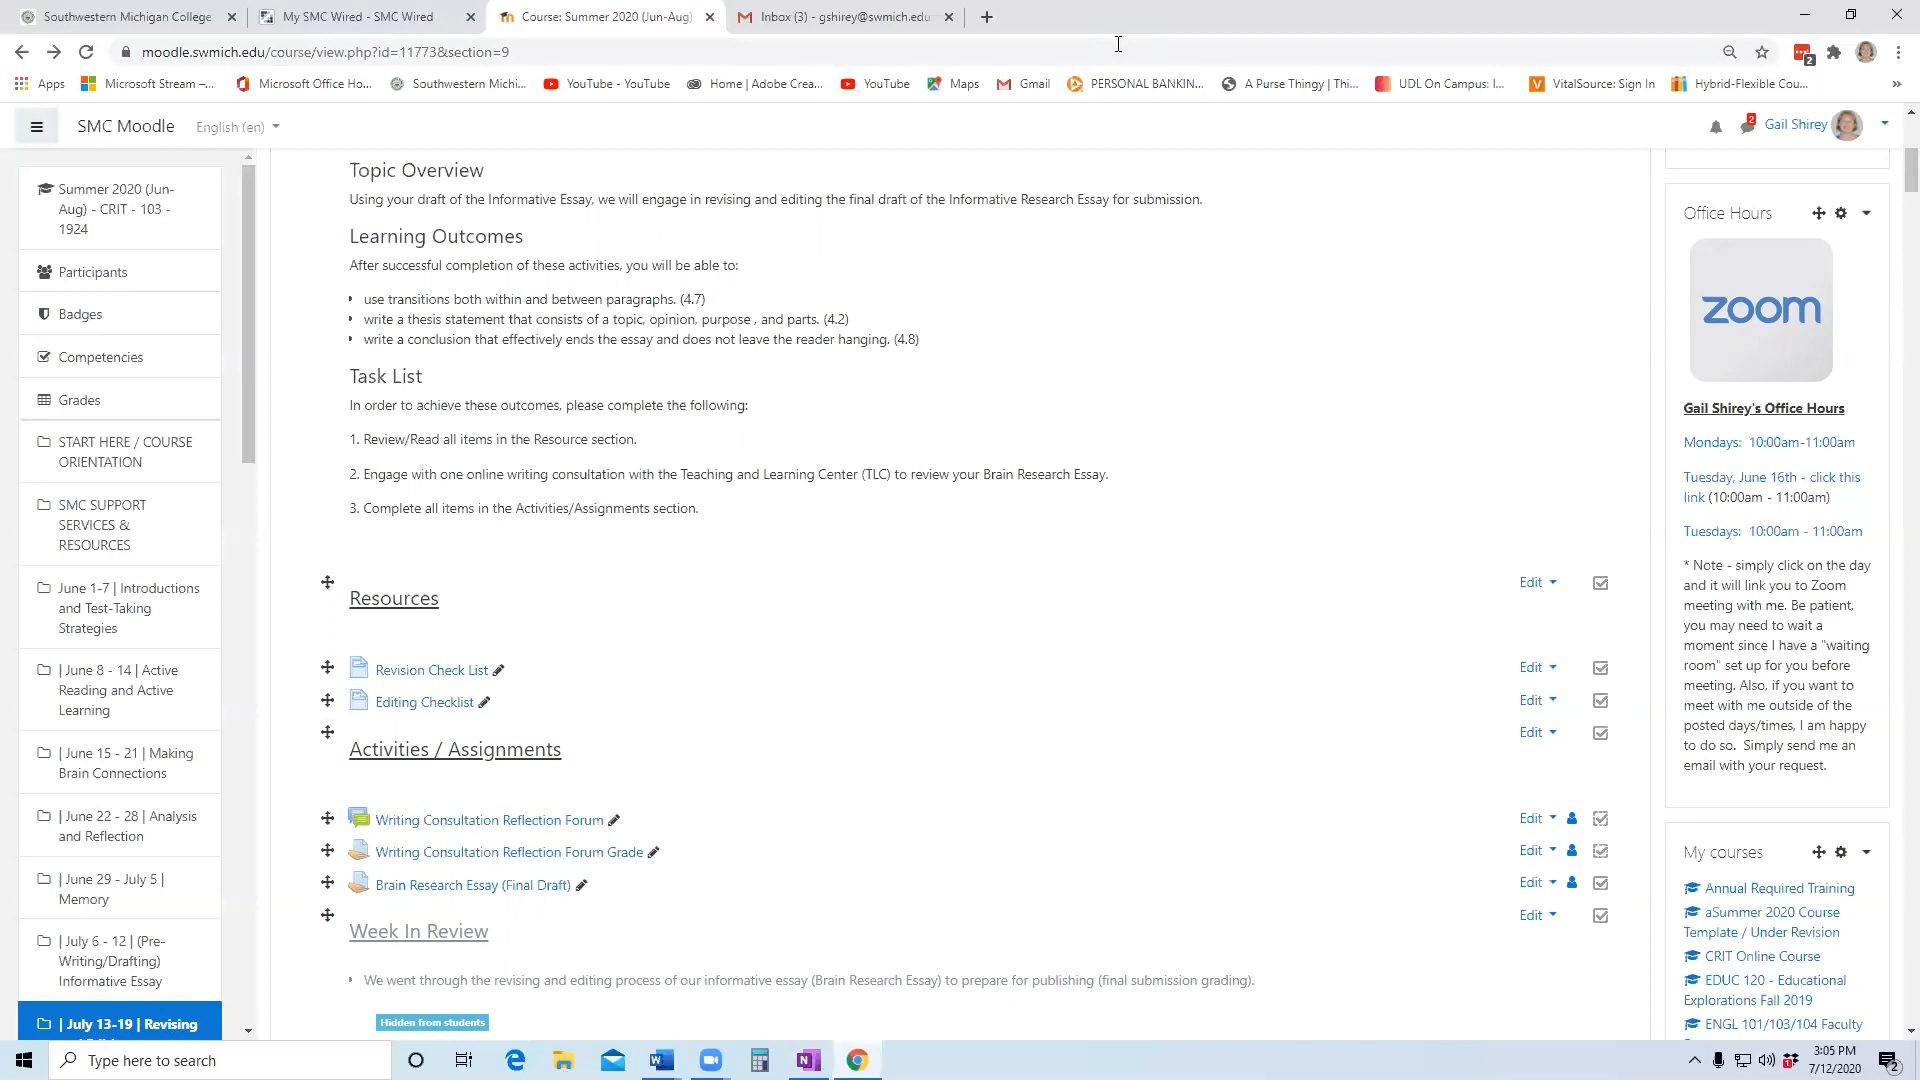 Southwestern Michigan College
My SMC Wired - SMC Wired
Course: Summer 2020 (Jun-Aug)
Inbox (3) - gshirey@swmich.edu
moodle.swmich.edu/course/view.php?id=11773&section=9
2
Apps
Microsoft Stream –...
Microsoft Office Ho...
Southwestern Michi...
YouTube - YouTube
Home | Adobe Crea...
YouTube
Maps
Gmail
PERSONAL BANKIN...
A Purse Thingy | Thi...
UDL On Campus: I...
VitalSource: Sign In
Hybrid-Flexible Cou...
»
SMC Moodle
English (en)
2
Gail Shirey
Summer 2020 (Jun-
Aug) - CRIT - 103 -
1924
Participants
Badges
Competencies
Grades
START HERE / COURSE
ORIENTATION
SMC SUPPORT
SERVICES &
RESOURCES
June 1-7 | Introductions
and Test-Taking
Strategies
| June 8 - 14 | Active
Reading and Active
Learning
| June 15 - 21 | Making
Brain Connections
| June 22 - 28 | Analysis
and Reflection
| June 29 - July 5 |
Memory
| July 6 - 12 | (Pre-
Writing/Drafting)
Informative Essay
| July 13-19 | Revising
Topic Overview
Using your draft of the Informative Essay, we will engage in revising and editing the final draft of the Informative Research Essay for submission.
Learning Outcomes
After successful completion of these activities, you will be able to:
use transitions both within and between paragraphs. (4.7)
write a thesis statement that consists of a topic, opinion, purpose , and parts. (4.2)
write a conclusion that effectively ends the essay and does not leave the reader hanging. (4.8)
Task List
In order to achieve these outcomes, please complete the following:
1. Review/Read all items in the Resource section.
2. Engage with one online writing consultation with the Teaching and Learning Center (TLC) to review your Brain Research Essay.
3. Complete all items in the Activities/Assignments section.
Edit
Resources
Revision Check List
Edit
Editing Checklist
Edit
Edit
Activities / Assignments
Writing Consultation Reflection Forum
Edit
Writing Consultation Reflection Forum Grade
Edit
Brain Research Essay (Final Draft)
Edit
Edit
Week In Review
We went through the revising and editing process of our informative essay (Brain Research Essay) to prepare for publishing (final submission grading).
Hidden from students
Office Hours
zoom
Gail Shirey's Office Hours
Mondays: 10:00am-11:00am
Tuesday, June 16th - click this
link (10:00am - 11:00am)
Tuesdays: 10:00am - 11:00am
* Note - simply click on the day
and it will link you to Zoom
meeting with me. Be patient,
you may need to wait a
moment since I have a "waiting
room" set up for you before
meeting. Also, if you want to
meet with me outside of the
posted days/times, I am happy
to do so. Simply send me an
email with your request.
My courses
Annual Required Training
aSummer 2020 Course
Template / Under Revision
CRIT Online Course
EDUC 120 - Educational
Explorations Fall 2019
ENGL 101/103/104 Faculty
Type here to search
3:05 PM
7/12/2020
2